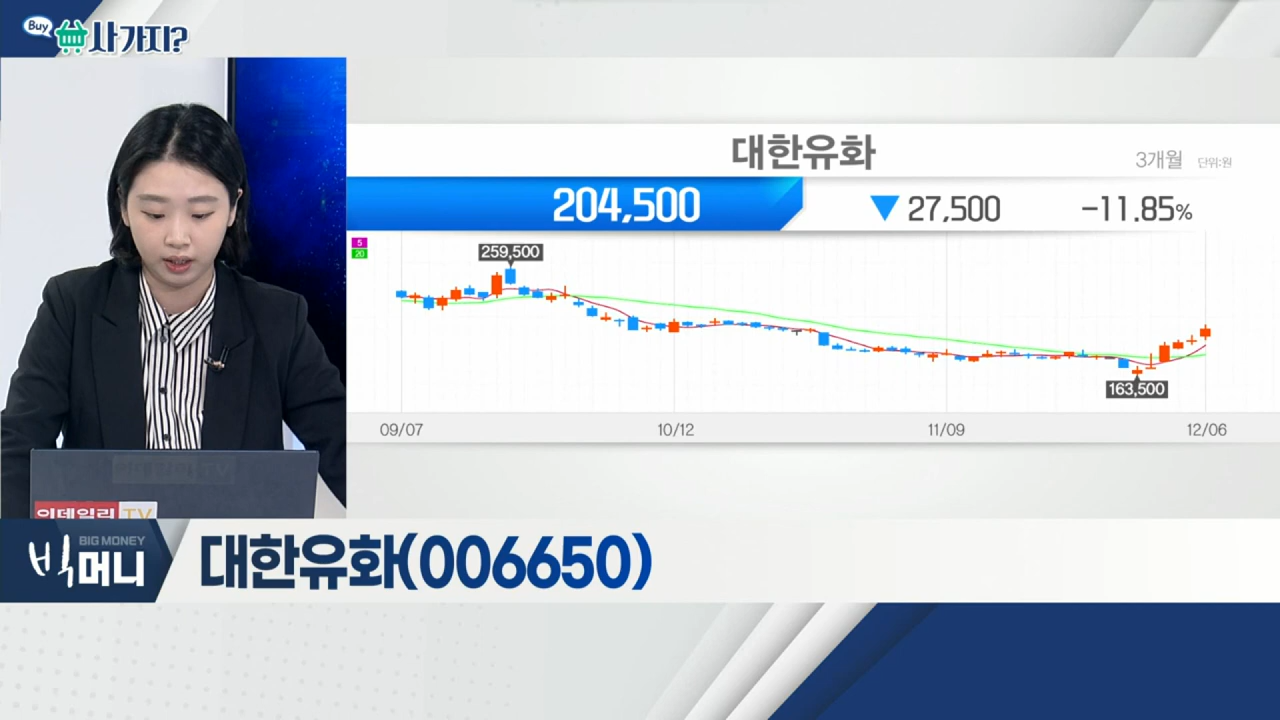 Buy
사가지?
대한유화
3개월 단위:원
204,500 ▼ 27,500 -11.85%
5
20
259,500
163,500
09/07 10/12 11/09 12/06
이데일리 TV
BIG MONEY
빅머니
대한유화(006650)